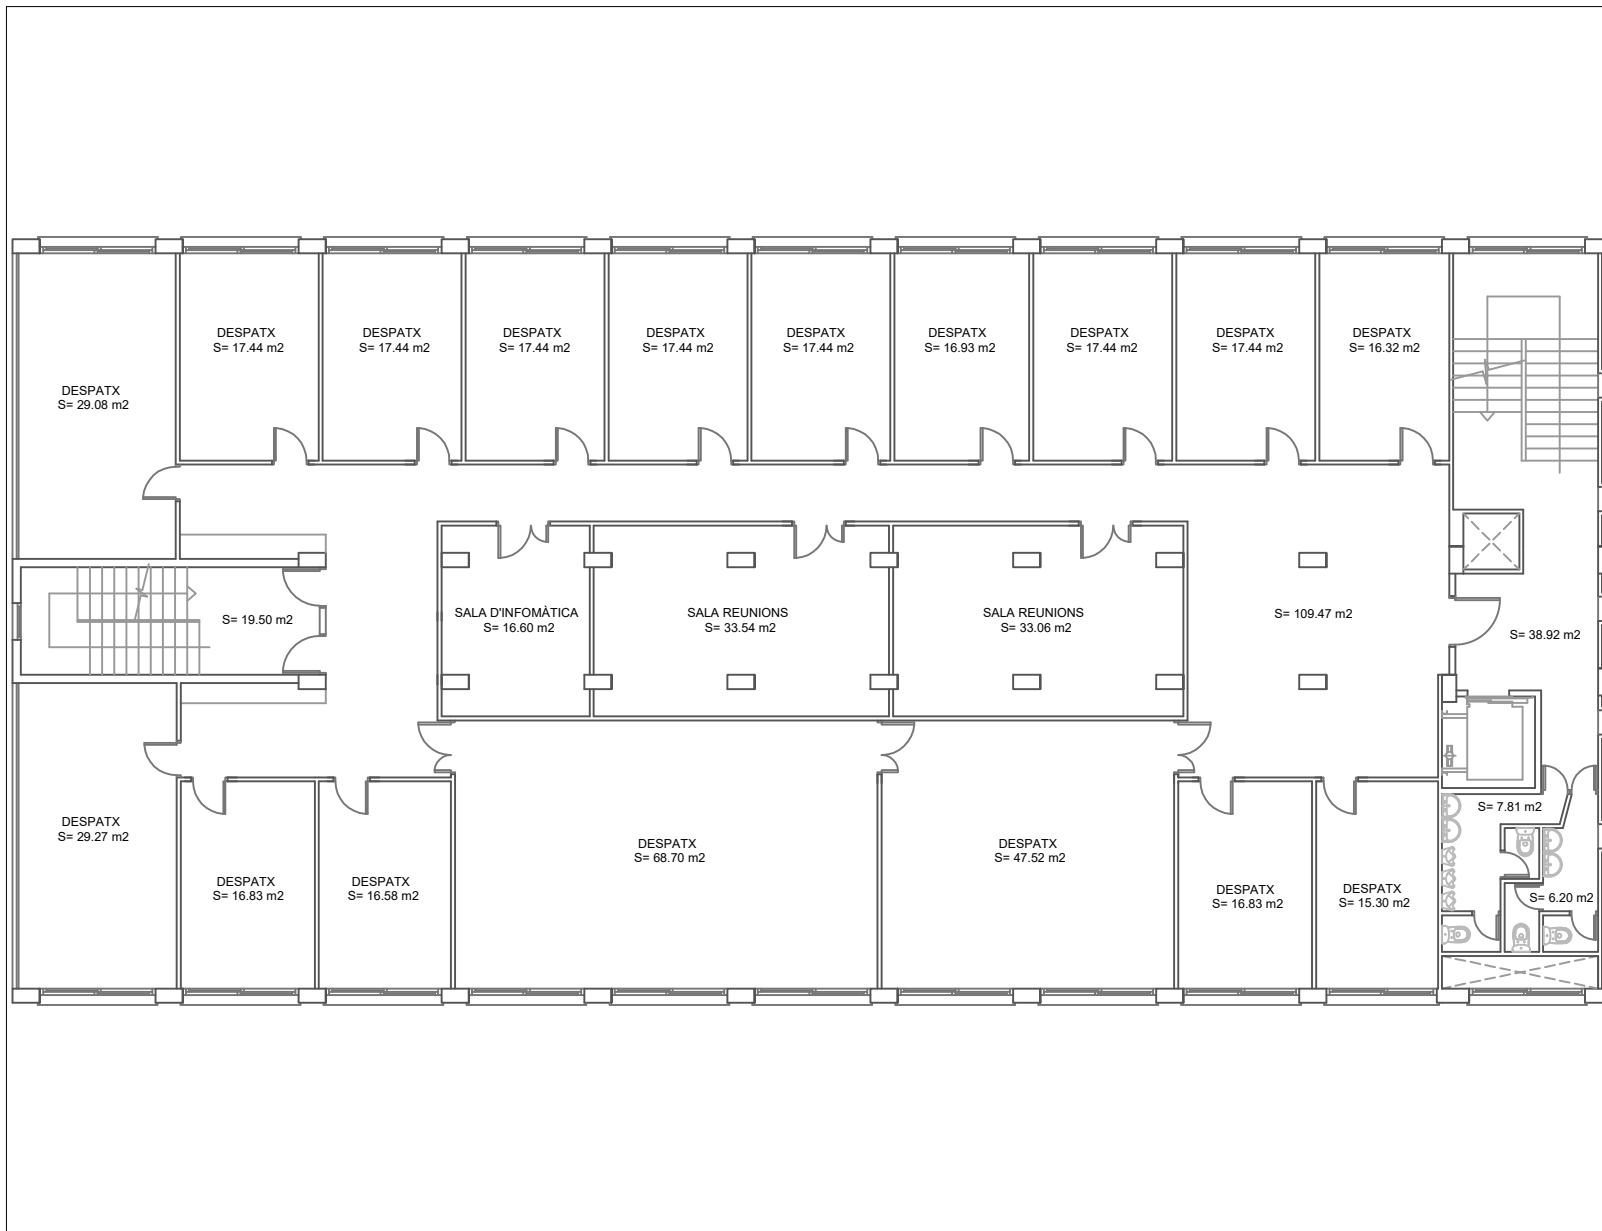 DESPATX
S= 17.44 m2
DESPATX
S= 17.44 m2
DESPATX
S= 17.44 m2
DESPATX
S= 17.44 m2
DESPATX
S= 17.44 m2
DESPATX
S= 16.93 m2
DESPATX
S= 17.44 m2
DESPATX
S= 17.44 m2
DESPATX
S= 16.32 m2
DESPATX
S= 29.08 m2
S= 19.50 m2
SALA D'INFOMÀTICA
S= 16.60 m2
SALA REUNIONS
S= 33.54 m2
SALA REUNIONS
S= 33.06 m2
S= 109.47 m2
S= 38.92 m2
DESPATX
S= 29.27 m2
DESPATX
S= 16.83 m2
DESPATX
S= 16.58 m2
DESPATX
S= 68.70 m2
DESPATX
S= 47.52 m2
DESPATX
S= 16.83 m2
DESPATX
S= 15.30 m2
S= 7.81 m2
S= 6.20 m2